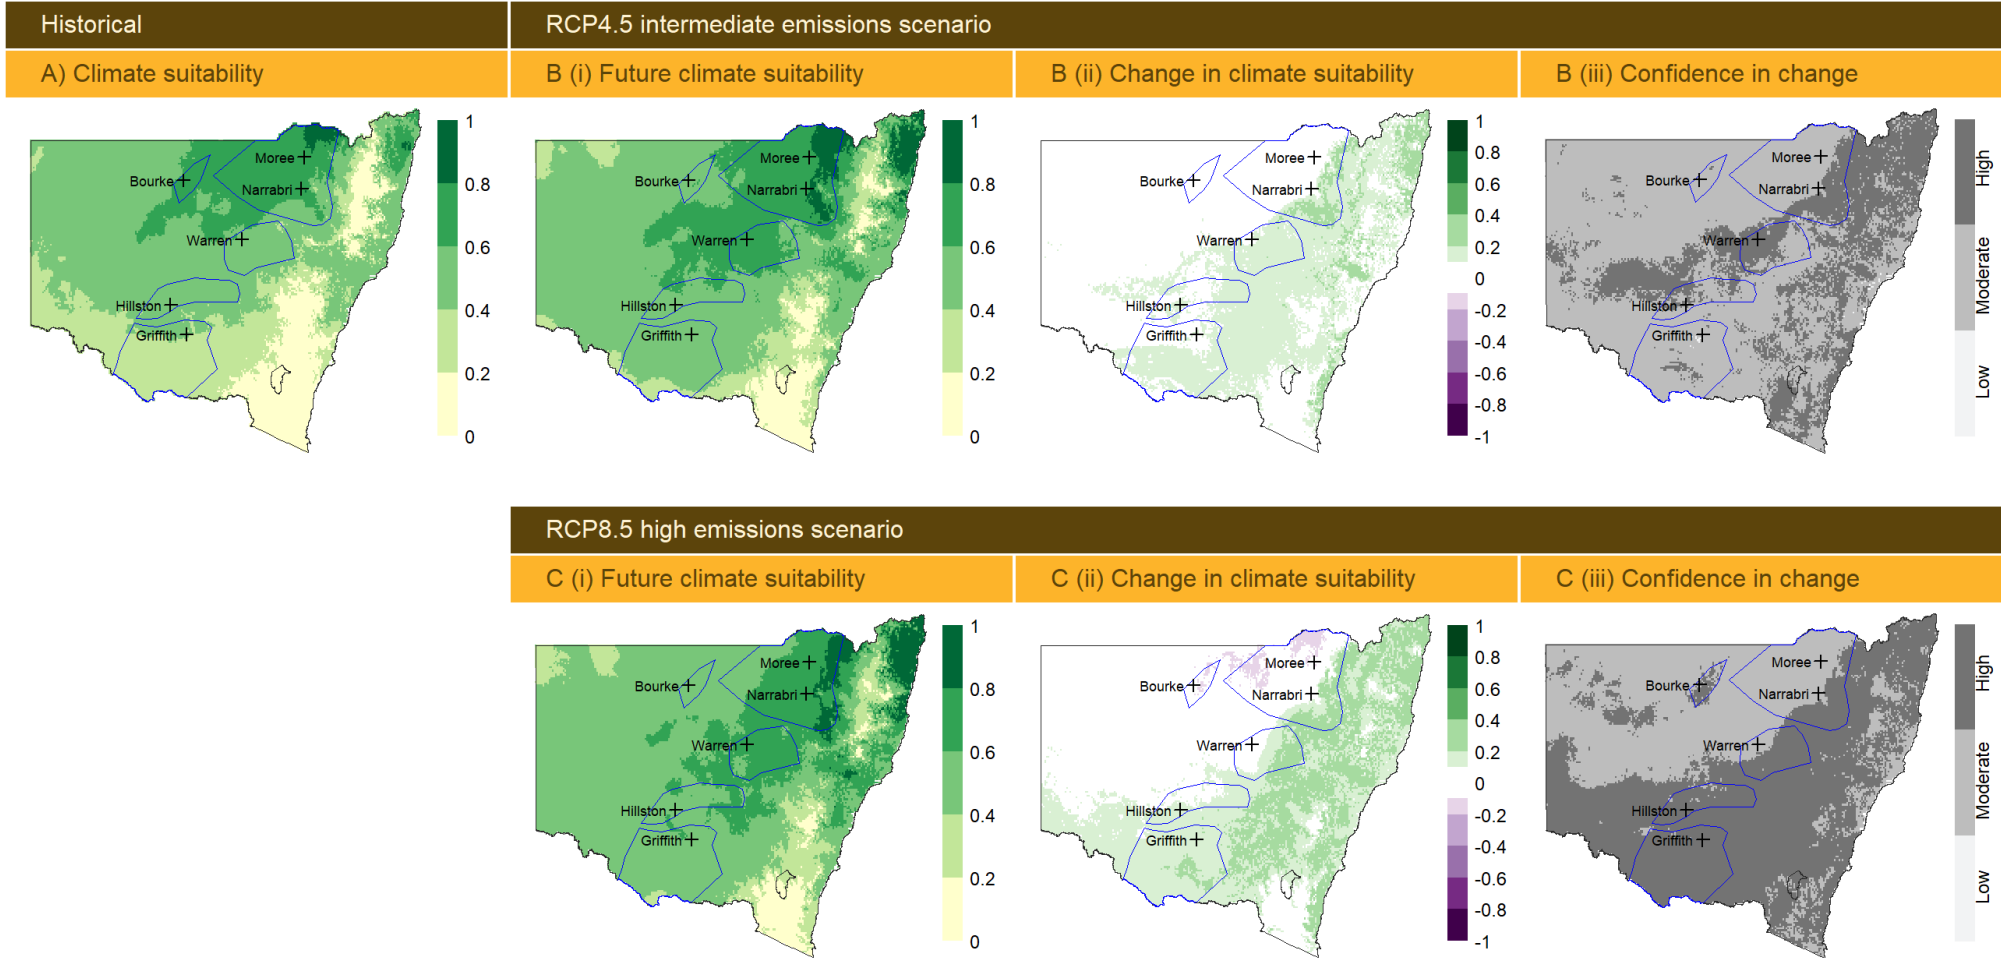 Historical
RCP4.5 intermediate emissions scenario
A) Climate suitability
B (i) Future climate suitability
B (ii) Change in climate suitability
B (iii) Confidence in change
Moree
Bourke
Narrabri
Warren
Hillston
Griffith
1
0.8
0.6
0.4
0.2
0
Moree
Bourke
Narrabri
Warren
Hillston
Griffith
1
0.8
0.6
0.4
0.2
0
Moree
Bourke
Narrabri
Warren
Hillston
Griffith
1
0.8
0.6
0.4
0.2
0
-0.2
-0.4
-0.6
-0.8
-1
Moree
Bourke
Narrabri
Warren
Hillston
Griffith
High
Moderate
Low
RCP8.5 high emissions scenario
C (i) Future climate suitability
C (ii) Change in climate suitability
C (iii) Confidence in change
Moree
Bourke
Narrabri
Warren
Hillston
Griffith
1
0.8
0.6
0.4
0.2
0
Moree
Bourke
Narrabri
Warren
Hillston
Griffith
1
0.8
0.6
0.4
0.2
0
-0.2
-0.4
-0.6
-0.8
-1
Moree
Bourke
Narrabri
Warren
Hillston
Griffith
High
Moderate
Low